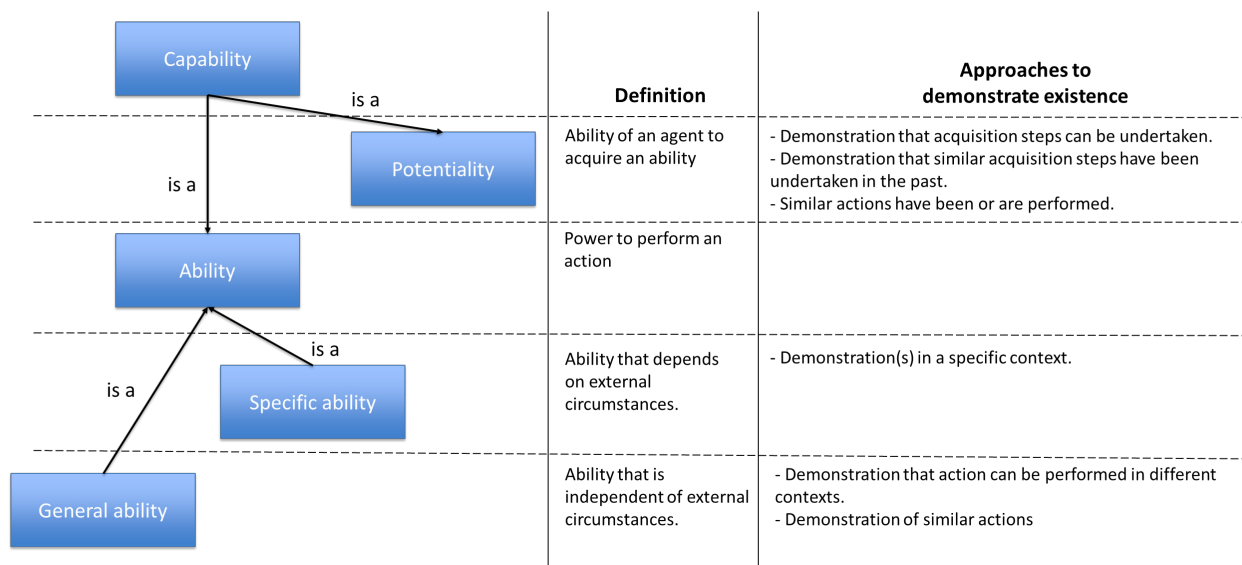 Capability
is a
Potentiality
is a
Ability
is a
Specific ability
is a
General ability
Definition
Ability of an agent to
acquire an ability
Power to perform an
action
Ability that depends
on external
circumstances.
Ability that is
independent of external
circumstances.
Approaches to
demonstrate existence
- Demonstration that acquisition steps can be undertaken.
- Demonstration that similar acquisition steps have been
undertaken in the past.
- Similar actions have been or are performed.
- Demonstration(s) in a specific context.
- Demonstration that action can be performed in different
contexts.
- Demonstration of similar actions